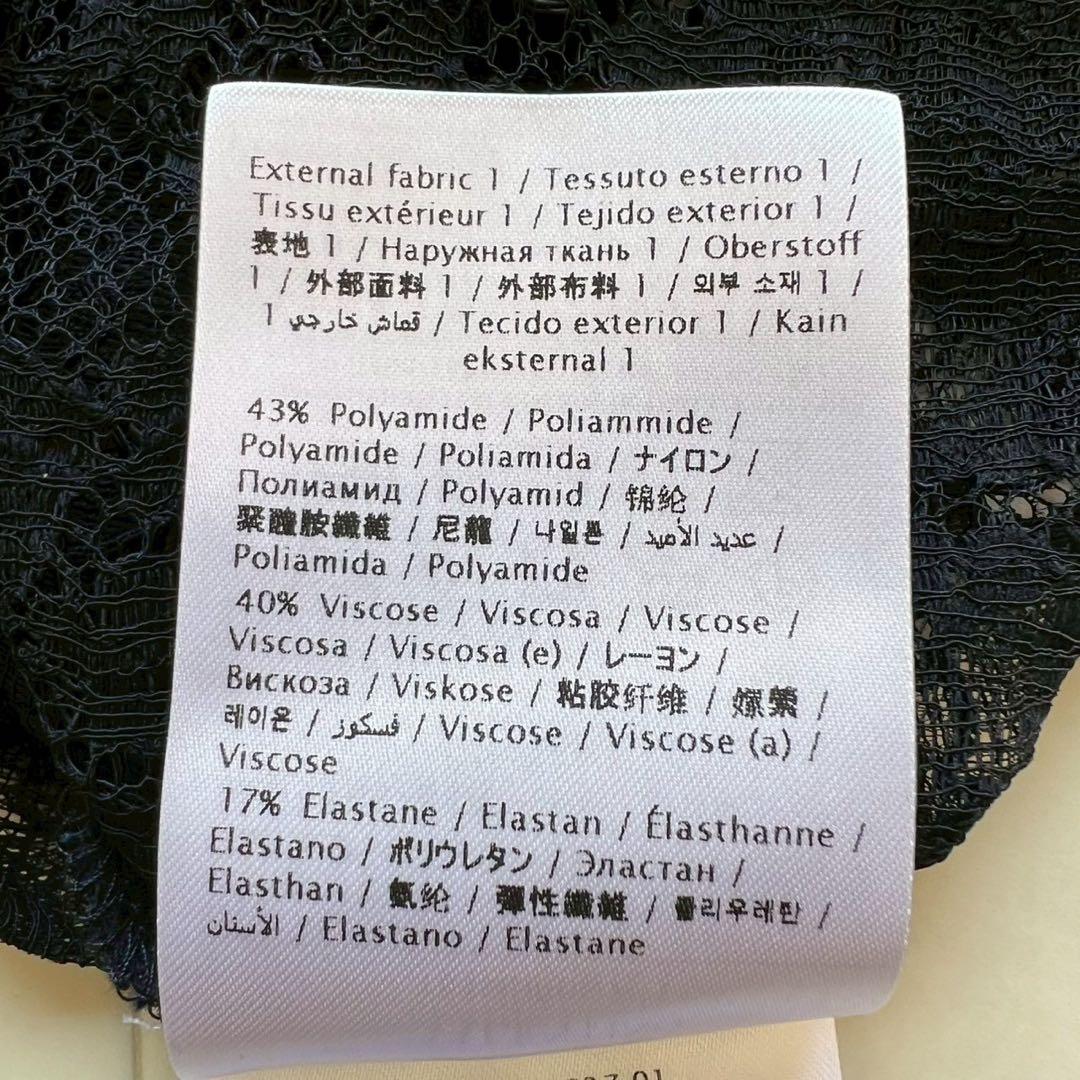 External fabric 1 / Tessuto esterno 1 /
Tissu extérieur 1 / Tejido exterior 1 /
表地 1 / Наружная ткань 1 / Oberstoff
1 / 外部面料 1 / 外部布料 1 / 외부 소재 1 /
قماش خارجي 1 / Tecido exterior 1 / Kain
eksternal 1
43% Polyamide / Poliammide /
Polyamide / Poliamida / ナイロン /
Полиамид / Polyamid / 锦纶 /
聚醯胺纖維 / 尼龍 / 나일론 / عديد الأميد /
Poliamida / Polyamide
40% Viscose / Viscosa / Viscose /
Viscosa / Viscosa (e) / レーヨン /
Вискоза / Viskose / 粘胶纤维 / 嫘縈 /
레이온 / فسكوز / Viscose / Viscose (a) /
Viscose
17% Elastane / Elastan / Élasthanne /
Elastano / ポリウレタン / Эластан /
Elasthan / 氨纶 / 彈性纖維 / 폴리우레탄 /
الأسنان / Elastano / Elastane